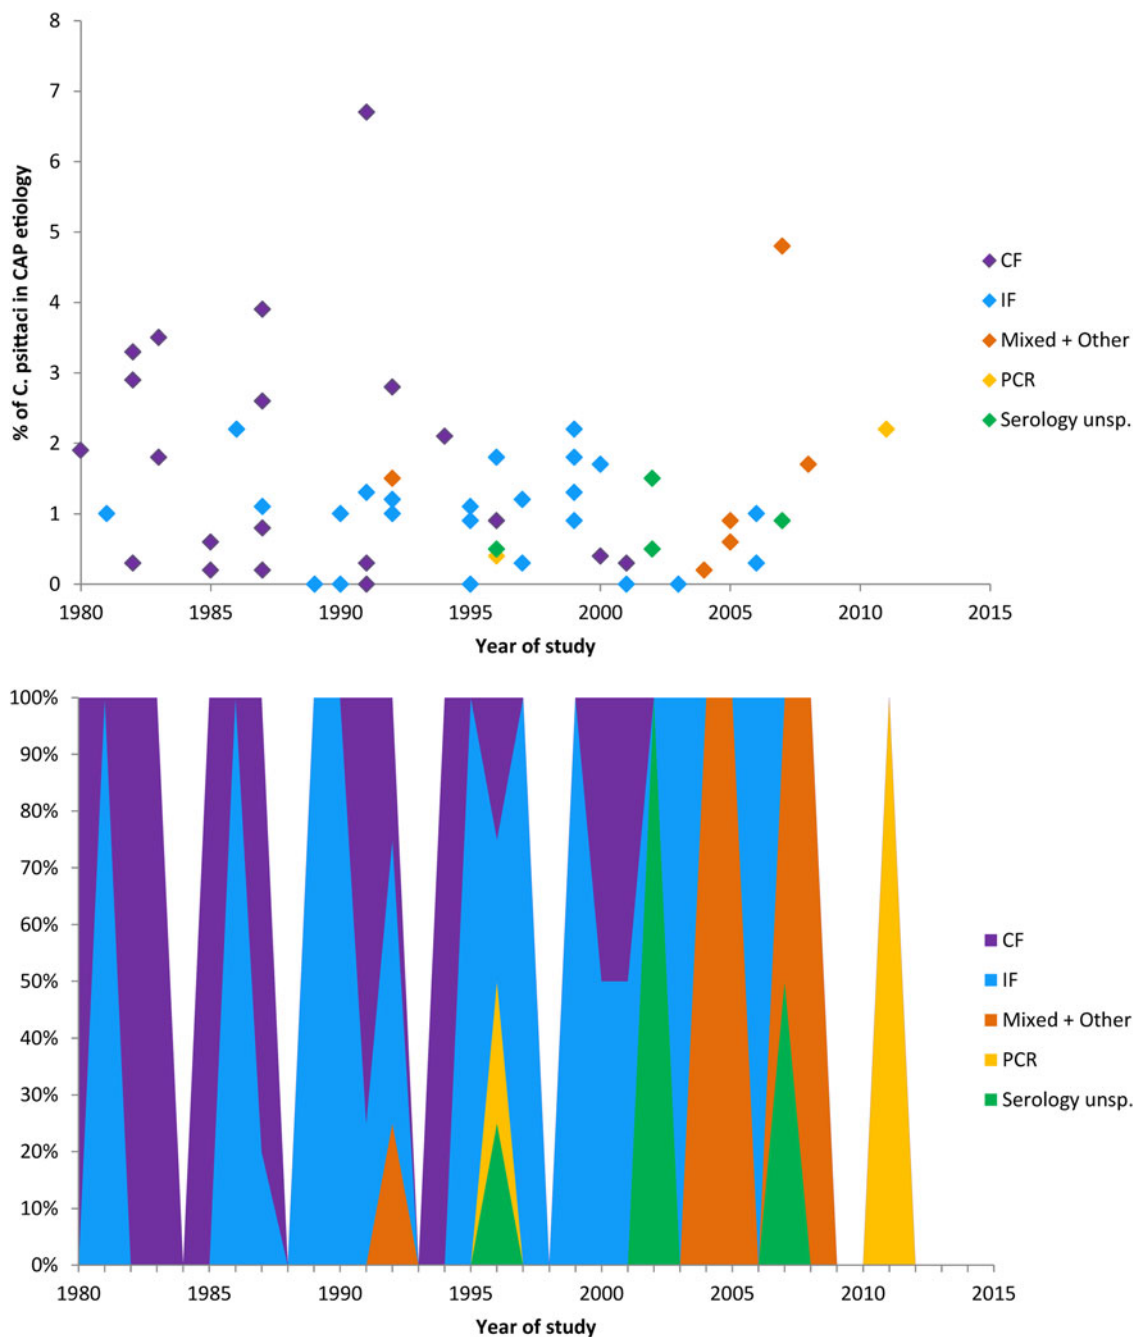 8
7
6
5
4
3
2
1
0
% of C. psittaci in CAP etiology
1980 1985 1990 1995 2000 2005 2010 2015
Year of study
CF
IF
Mixed + Other
PCR
Serology unsp.
100%
90%
80%
70%
60%
50%
40%
30%
20%
10%
0%
1980 1985 1990 1995 2000 2005 2010 2015
Year of study
CF
IF
Mixed + Other
PCR
Serology unsp.